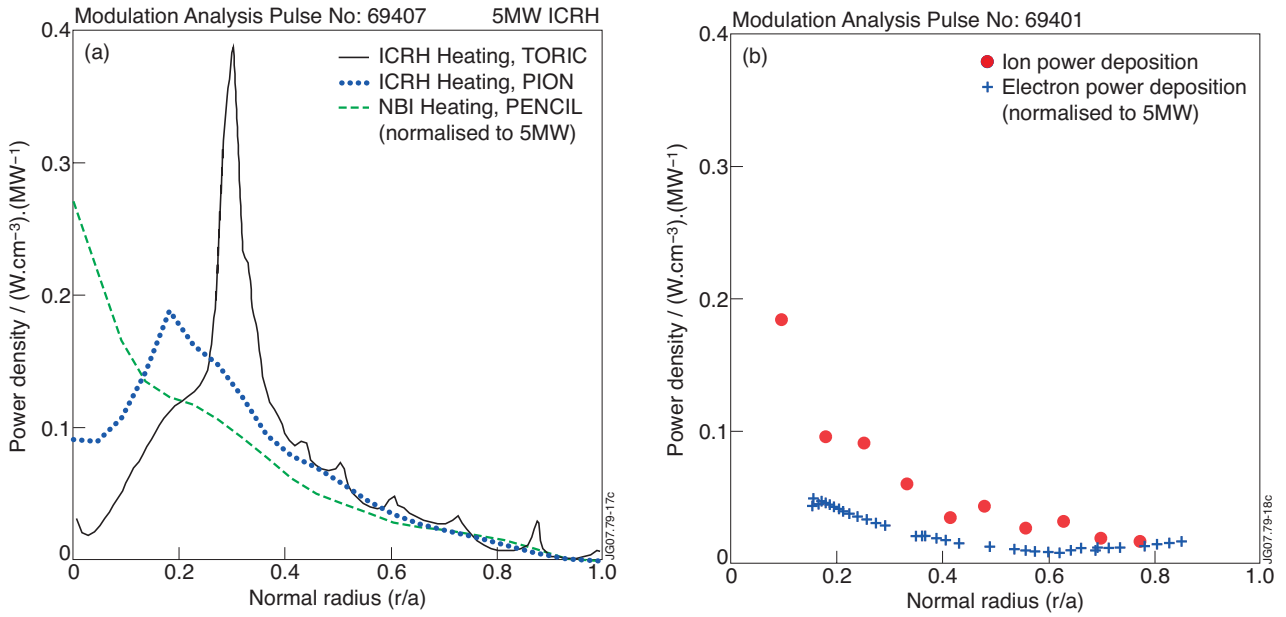 Modulation Analysis Pulse No: 69407 5MW ICRH
(a)
ICRH Heating, TORIC
ICRH Heating, PION
NBI Heating, PENCIL
(normalised to 5MW)
Power density / (W.cm⁻³).(MW⁻¹)
0.4
0.3
0.2
0.1
0
0 0.2 0.4 0.6 0.8 1.0
Normal radius (r/a)
JG07.79-17c
Modulation Analysis Pulse No: 69401
(b)
Ion power deposition
Electron power deposition
(normalised to 5MW)
Power density / (W.cm⁻³).(MW⁻¹)
0.4
0.3
0.2
0.1
0
0 0.2 0.4 0.6 0.8 1.0
Normal radius (r/a)
JG07.79-18c